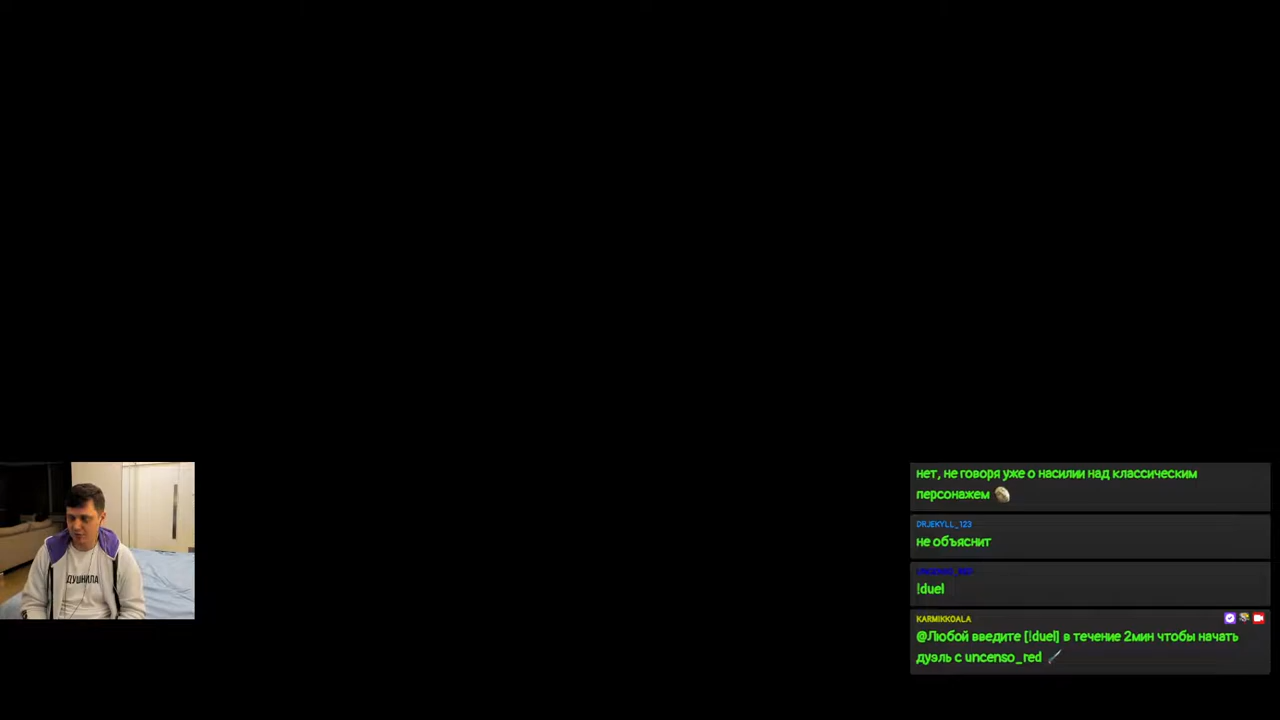 нет, не говоря уже о насилии над классическим
персонажем
DRJEKYLL_123
не объяснит
!duel
KARMIKKOALA
@Любой введите [!duel] в течение 2мин чтобы начать
дуэль с uncenso_red
ДУШНИЛА